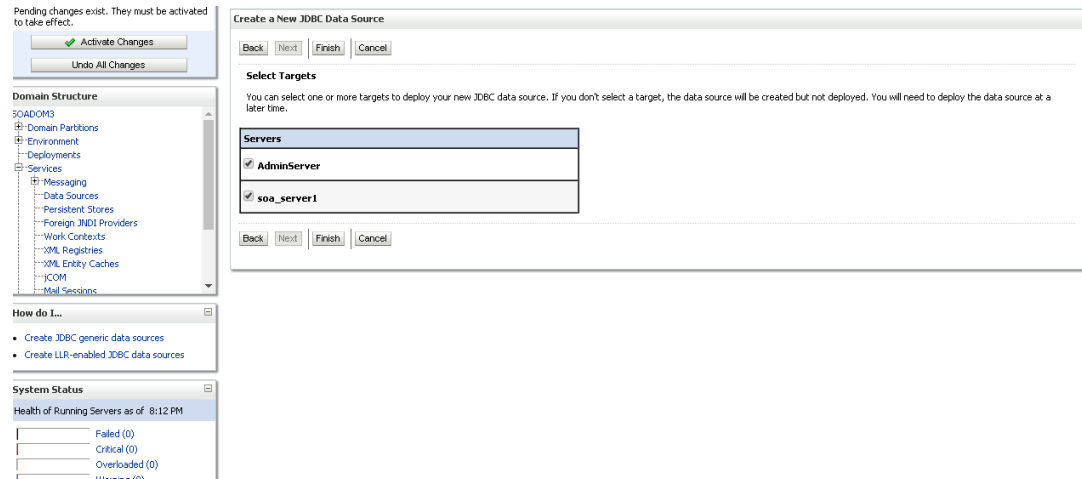 Pending changes exist. They must be activated
to take effect.
Activate Changes
Undo All Changes
Domain Structure
SOADOM3
Domain Partitions
Environment
Deployments
Services
Messaging
Data Sources
Persistent Stores
Foreign JNDI Providers
Work Contexts
XML Registries
XML Entity Caches
jCOM
Mail Sessions
How do I...
Create JDBC generic data sources
Create LLR-enabled JDBC data sources
System Status
Health of Running Servers as of 8:12 PM
Failed (0)
Critical (0)
Overloaded (0)
Warning (0)
Create a New JDBC Data Source
Back Next Finish Cancel
Select Targets
You can select one or more targets to deploy your new JDBC data source. If you don't select a target, the data source will be created but not deployed. You will need to deploy the data source at a
later time.
Servers
AdminServer
soa_server1
Back Next Finish Cancel